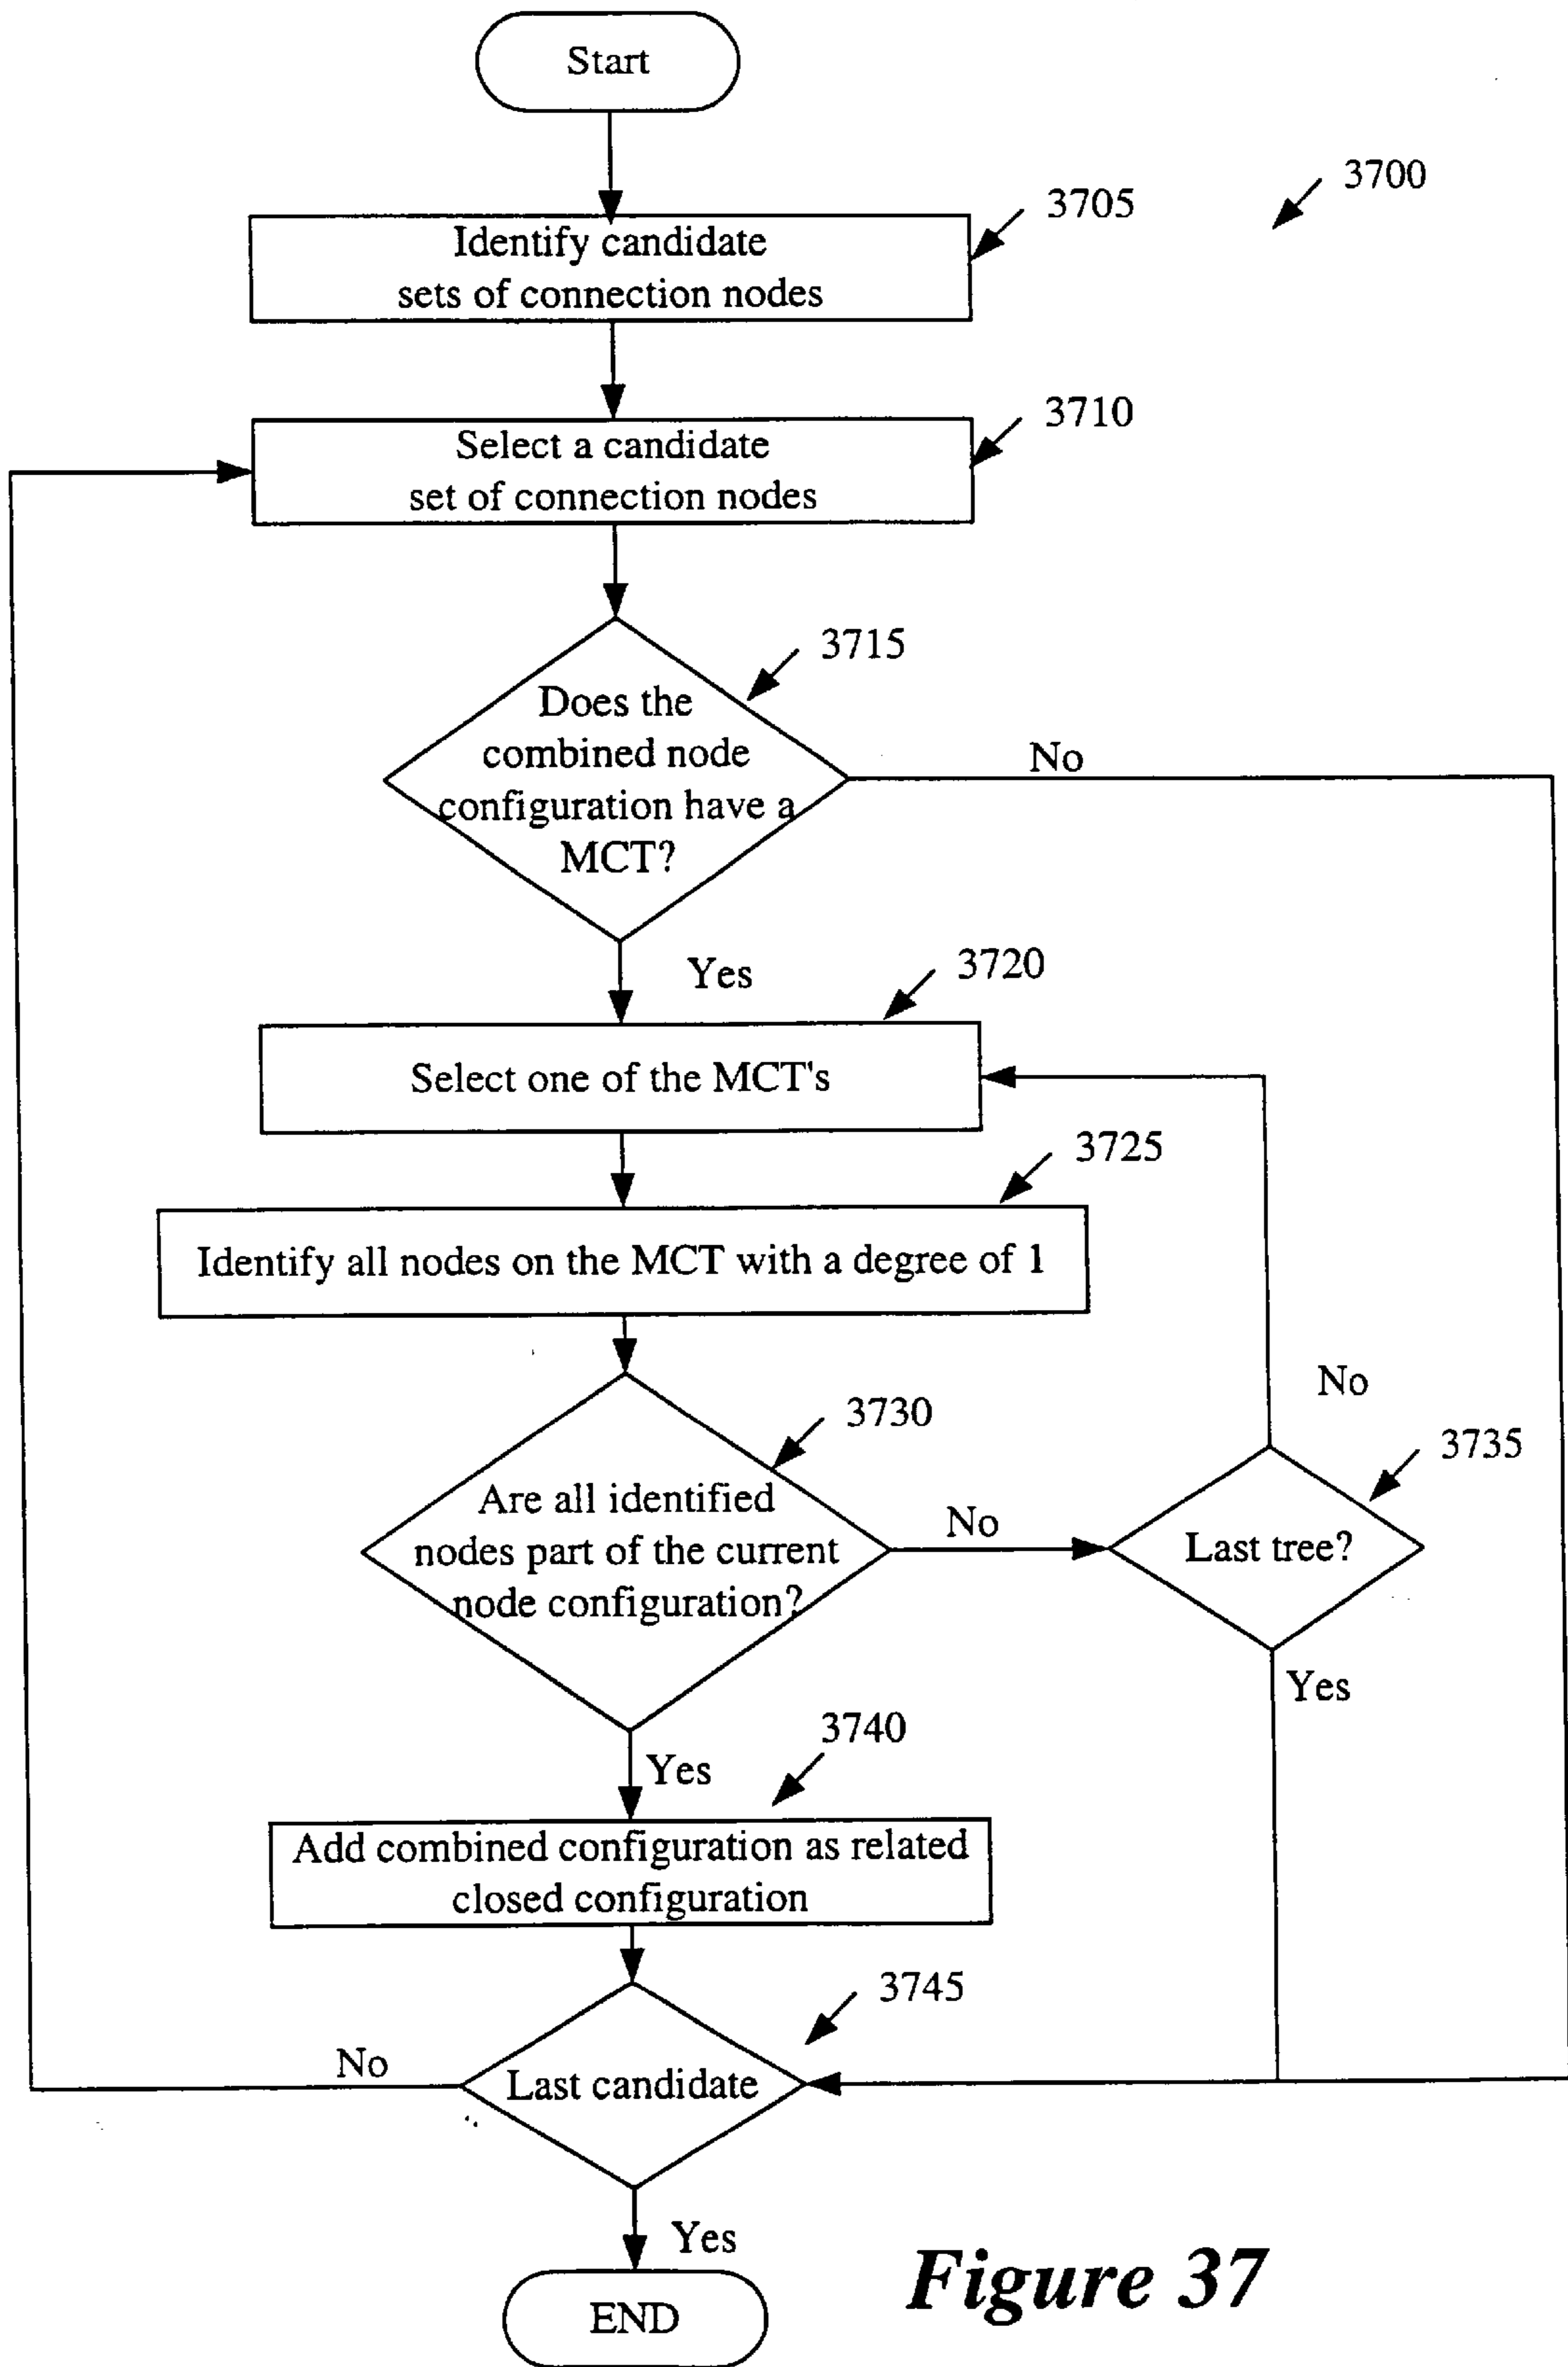 Start
3700
3705
Identify candidate
sets of connection nodes
3710
Select a candidate
set of connection nodes
3715
Does the
combined node
configuration have a
MCT?
No
Yes
3720
Select one of the MCT's
3725
Identify all nodes on the MCT with a degree of 1
No
3730
3735
Are all identified
nodes part of the current
node configuration?
No
Last tree?
Yes
3740
Yes
Add combined configuration as related
closed configuration
3745
No
Last candidate
Yes
END
Figure 37